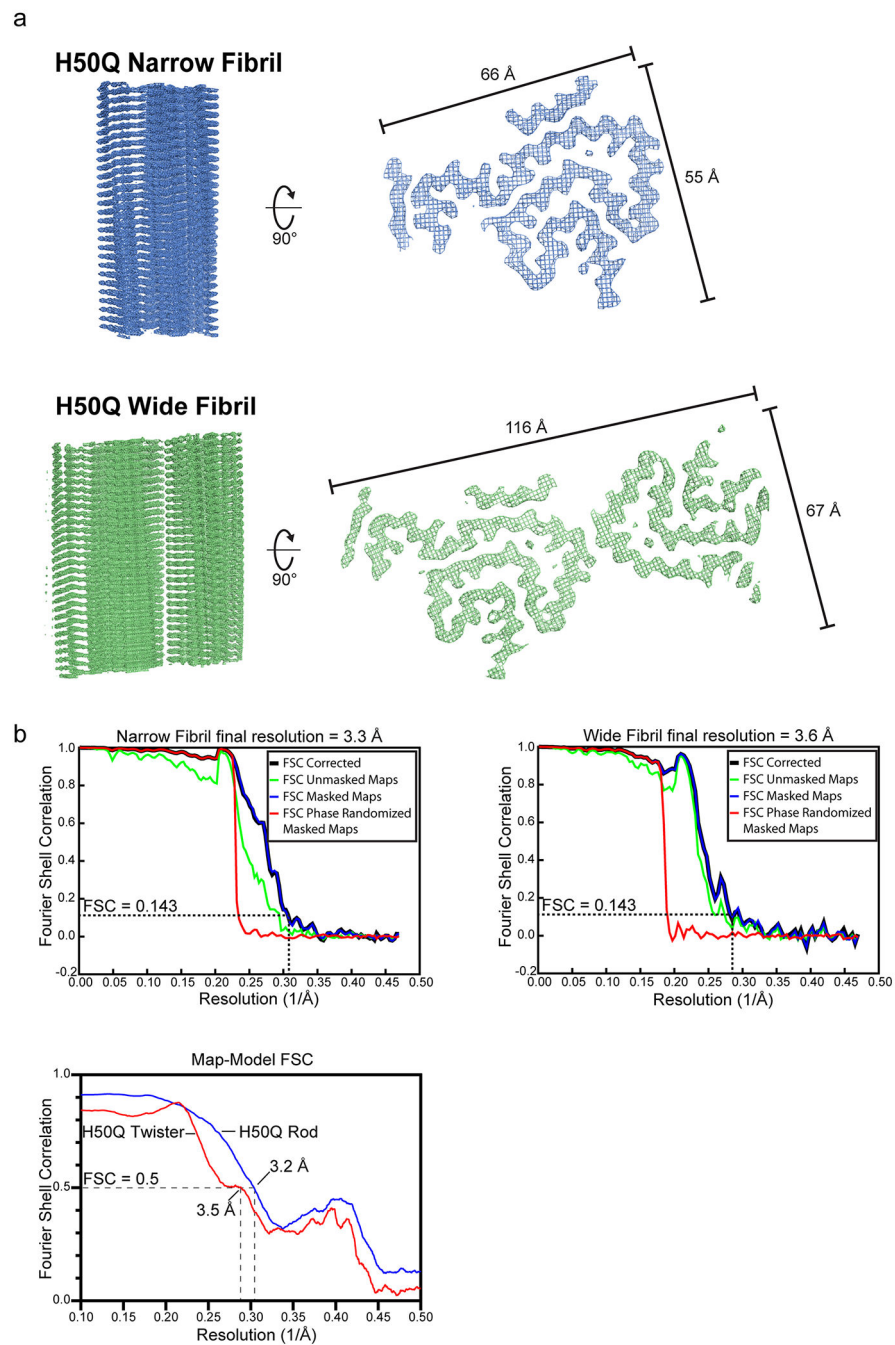 a
H50Q Narrow Fibril
90°
66 Å
55 Å
H50Q Wide Fibril
90°
116 Å
67 Å
b
Narrow Fibril final resolution = 3.3 Å
Fourier Shell Correlation
1.0
0.8
0.6
0.4
0.2
0.0
-0.2
FSC Corrected
FSC Unmasked Maps
FSC Masked Maps
FSC Phase Randomized
Masked Maps
FSC = 0.143
0.00 0.05 0.10 0.15 0.20 0.25 0.30 0.35 0.40 0.45 0.50
Resolution (1/Å)
Wide Fibril final resolution = 3.6 Å
Fourier Shell Correlation
1.0
0.8
0.6
0.4
0.2
0.0
-0.2
FSC Corrected
FSC Unmasked Maps
FSC Masked Maps
FSC Phase Randomized
Masked Maps
FSC = 0.143
0.00 0.05 0.10 0.15 0.20 0.25 0.30 0.35 0.40 0.45 0.50
Resolution (1/Å)
Map-Model FSC
Fourier Shell Correlation
1.0
0.5
0.0
H50Q Twister
H50Q Rod
FSC = 0.5
3.2 Å
3.5 Å
0.10 0.15 0.20 0.25 0.30 0.35 0.40 0.45 0.50
Resolution (1/Å)